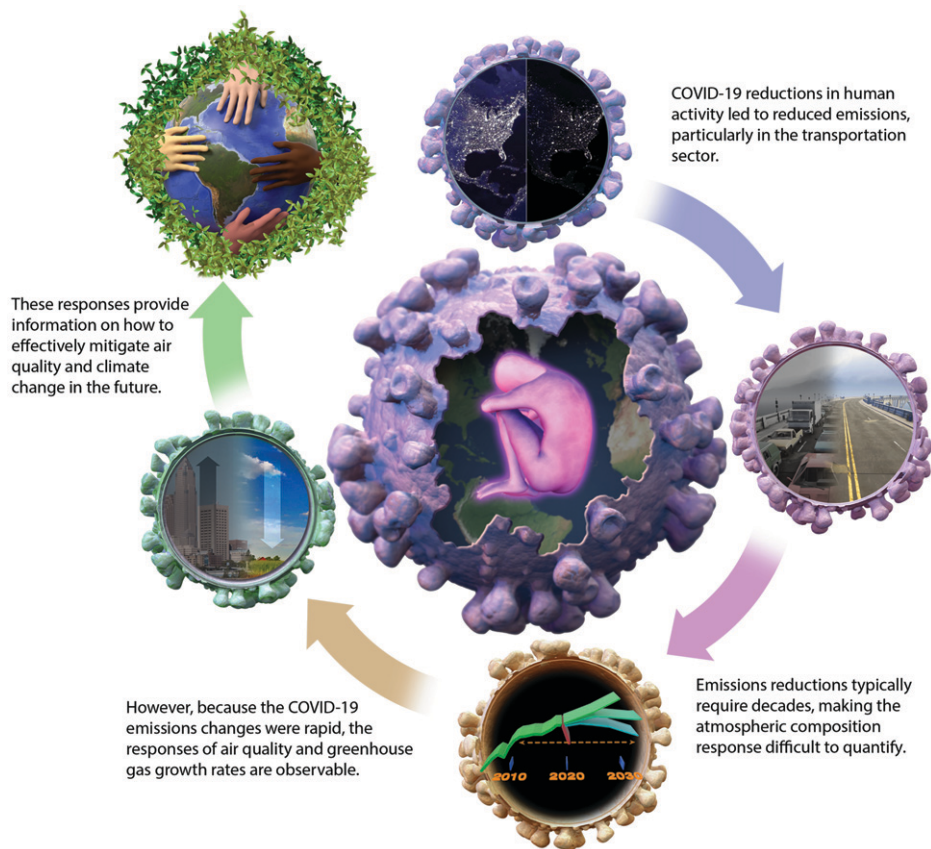 COVID-19 reductions in human
activity led to reduced emissions,
particularly in the transportation
sector.
Emissions reductions typically
require decades, making the
atmospheric composition
response difficult to quantify.
2010 2020 2030
However, because the COVID-19
emissions changes were rapid, the
responses of air quality and greenhouse
gas growth rates are observable.
These responses provide
information on how to
effectively mitigate air
quality and climate
change in the future.